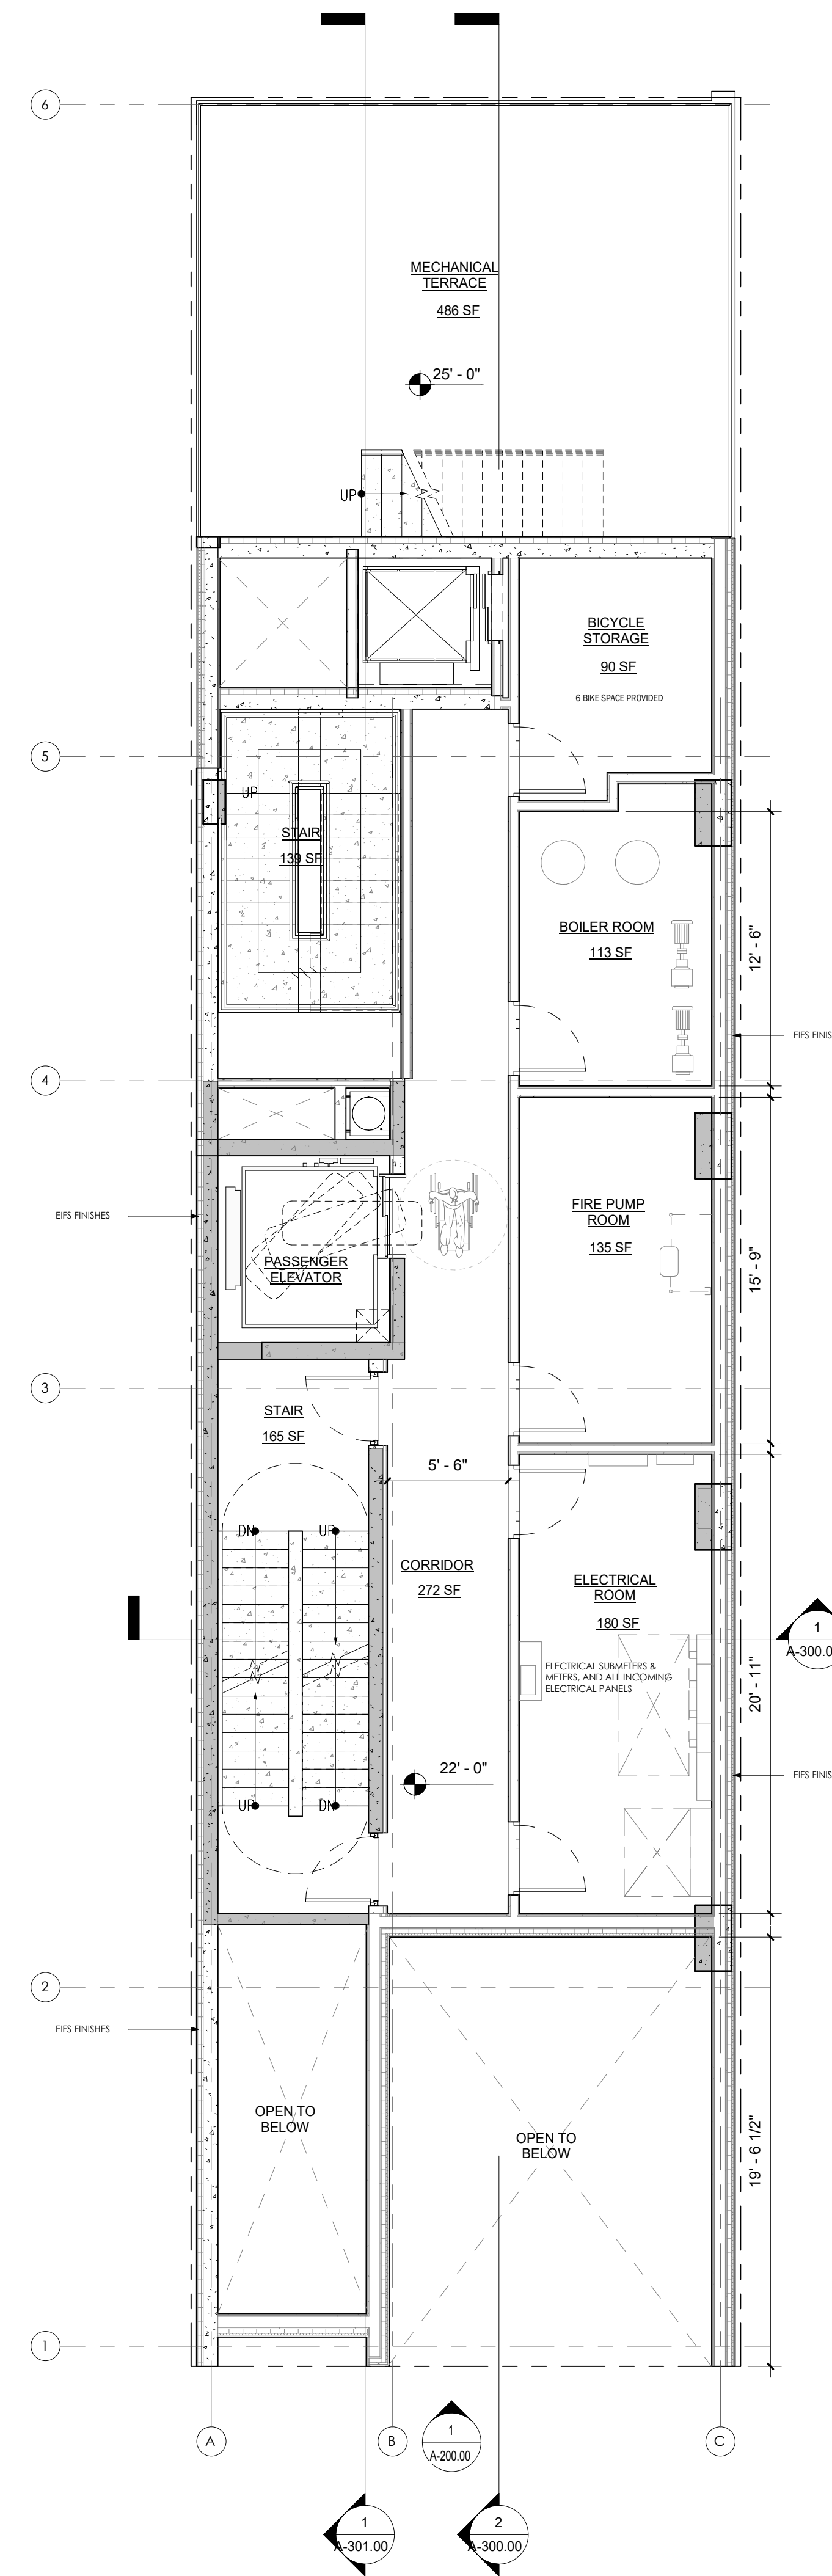 6
MECHANICAL
TERRACE
486 SF
25' - 0"
UP
BICYCLE
STORAGE
90 SF
6 BIKE SPACE PROVIDED
5
UP
STAIR
139 SF
BOILER ROOM
113 SF
12' - 6"
EIFS FINIS
4
EIFS FINISHES
PASSENGER
ELEVATOR
FIRE PUMP
ROOM
135 SF
15' - 9"
3
STAIR
165 SF
5' - 6"
DN
UP
CORRIDOR
272 SF
ELECTRICAL
ROOM
180 SF
ELECTRICAL SUBMETERS &
METERS, AND ALL INCOMING
ELECTRICAL PANELS
1
A-300.0
20' - 11"
22' - 0"
EIFS FINIS
UP
DN
2
EIFS FINISHES
OPEN TO
BELOW
OPEN TO
BELOW
19' - 6 1/2"
1
A
B
C
1
A-200.00
1
A-301.00
2
A-300.00